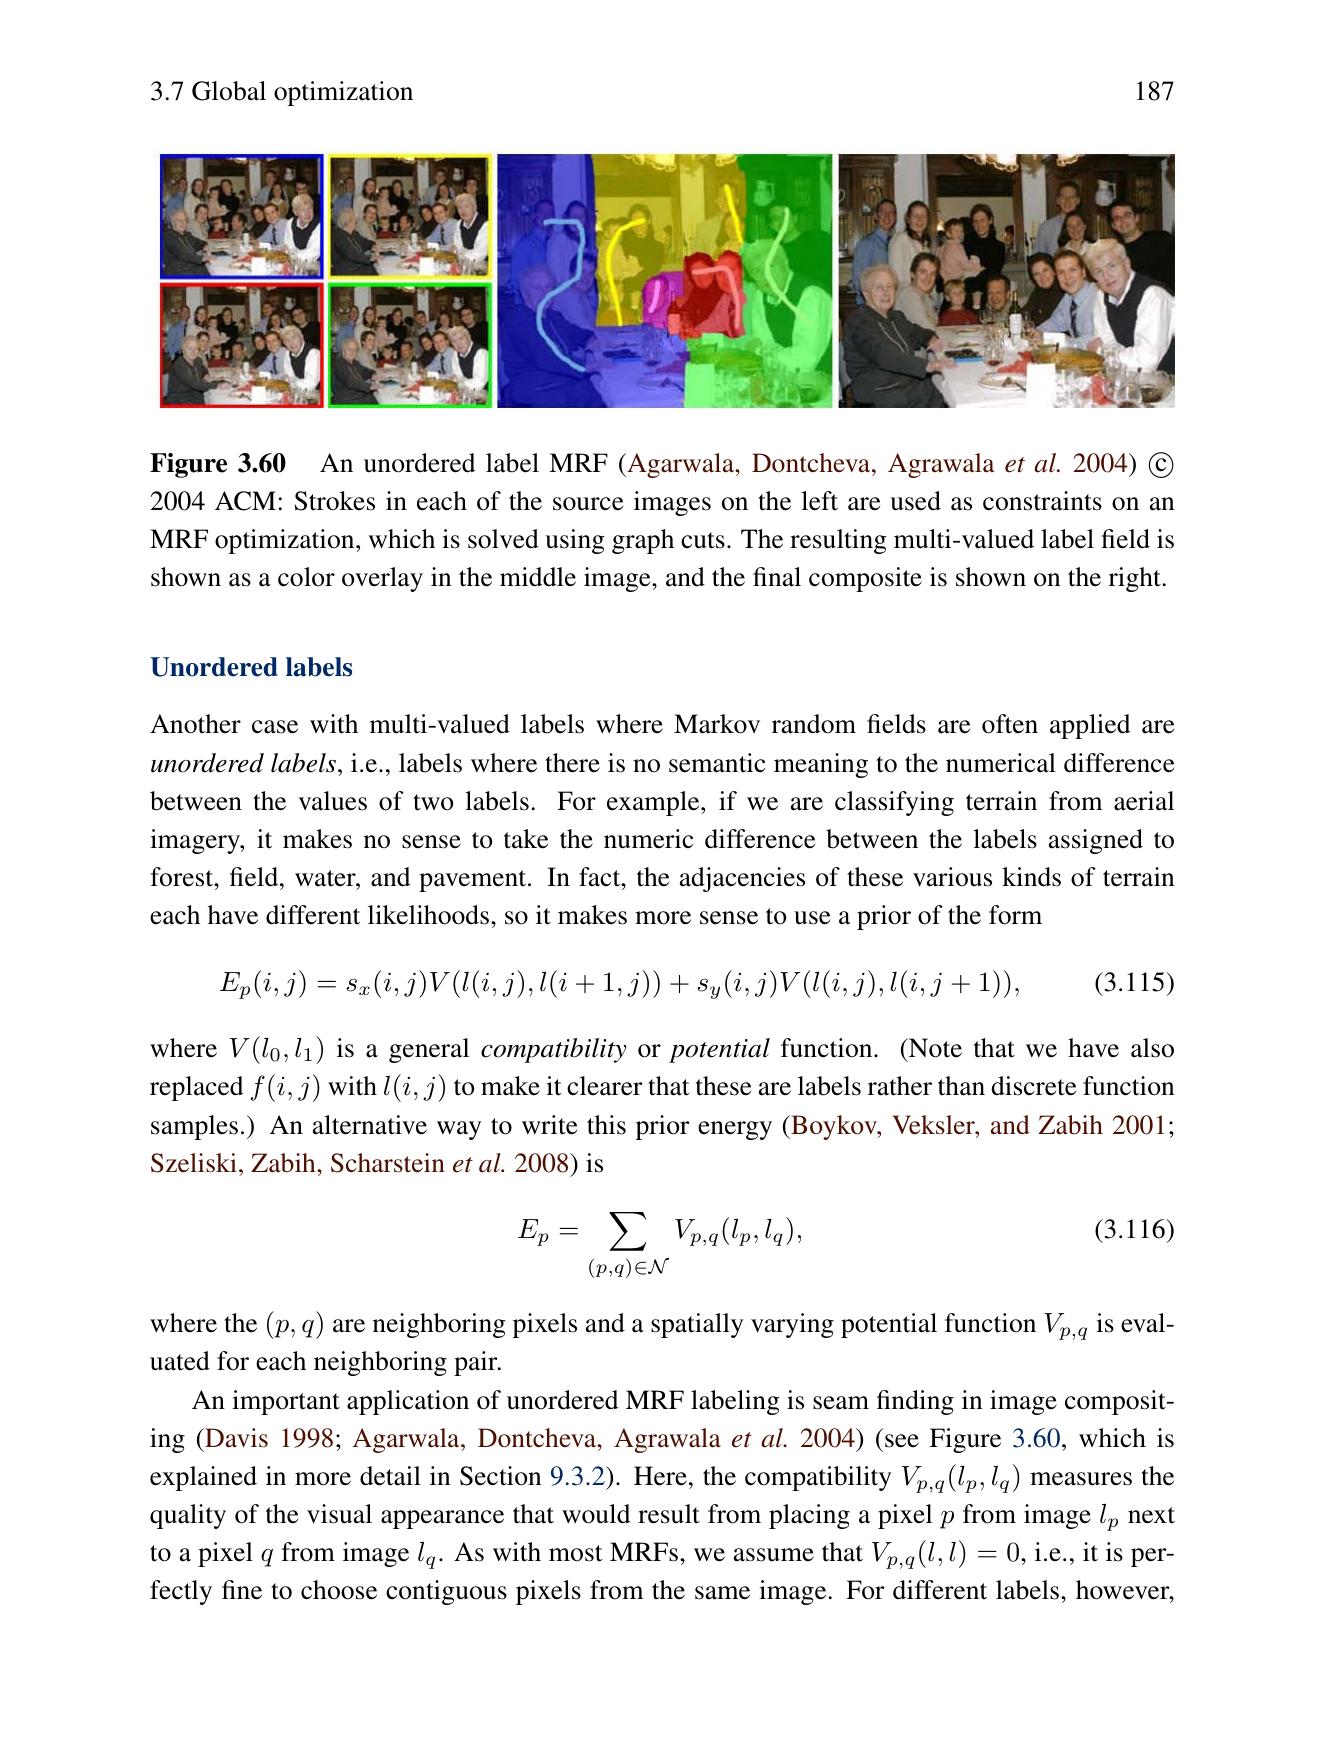 3.7 Global optimization 187
Figure 3.60 An unordered label MRF (Agarwala, Dontcheva, Agrawala et al. 2004) ©
2004 ACM: Strokes in each of the source images on the left are used as constraints on an
MRF optimization, which is solved using graph cuts. The resulting multi-valued label field is
shown as a color overlay in the middle image, and the final composite is shown on the right.
Unordered labels
Another case with multi-valued labels where Markov random fields are often applied are
unordered labels, i.e., labels where there is no semantic meaning to the numerical difference
between the values of two labels. For example, if we are classifying terrain from aerial
imagery, it makes no sense to take the numeric difference between the labels assigned to
forest, field, water, and pavement. In fact, the adjacencies of these various kinds of terrain
each have different likelihoods, so it makes more sense to use a prior of the form
E_p(i, j) = s_x(i, j)V(l(i, j), l(i + 1, j)) + s_y(i, j)V(l(i, j), l(i, j + 1)), (3.115)
where V(l_0, l_1) is a general compatibility or potential function. (Note that we have also
replaced f(i, j) with l(i, j) to make it clearer that these are labels rather than discrete function
samples.) An alternative way to write this prior energy (Boykov, Veksler, and Zabih 2001;
Szeliski, Zabih, Scharstein et al. 2008) is
E_p = ∑_{(p,q)∈N} V_{p,q}(l_p, l_q), (3.116)
where the (p, q) are neighboring pixels and a spatially varying potential function V_{p,q} is eval-
uated for each neighboring pair.
An important application of unordered MRF labeling is seam finding in image composit-
ing (Davis 1998; Agarwala, Dontcheva, Agrawala et al. 2004) (see Figure 3.60, which is
explained in more detail in Section 9.3.2). Here, the compatibility V_{p,q}(l_p, l_q) measures the
quality of the visual appearance that would result from placing a pixel p from image l_p next
to a pixel q from image l_q. As with most MRFs, we assume that V_{p,q}(l, l) = 0, i.e., it is per-
fectly fine to choose contiguous pixels from the same image. For different labels, however,